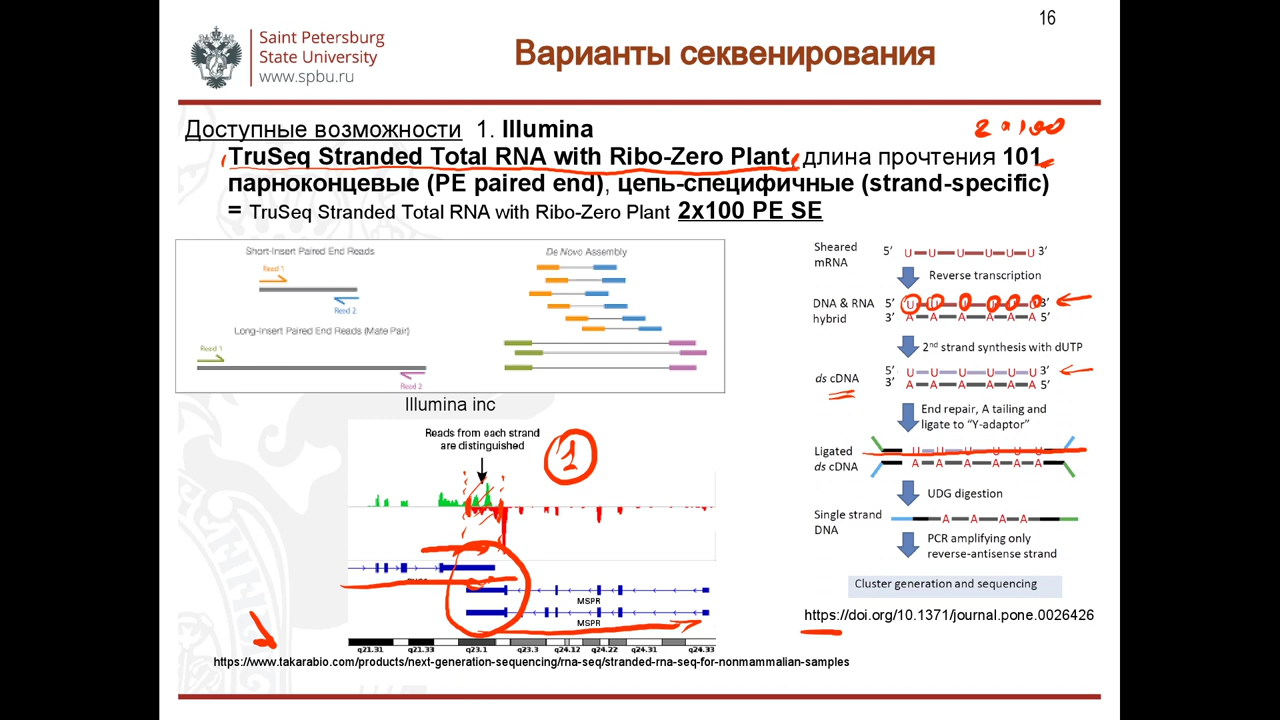 16
Saint Petersburg
State University
www.spbu.ru
Варианты секвенирования
Доступные возможности 1. Illumina
2 x 100
TruSeq Stranded Total RNA with Ribo-Zero Plant, длина прочтения 101,
парноконцевые (PE paired end), цепь-специфичные (strand-specific)
= TruSeq Stranded Total RNA with Ribo-Zero Plant 2x100 PE SE
Short-Insert Paired End Reads
Read 1
Read 2
Long-Insert Paired End Reads (Mate Pair)
Read 1
Read 2
De Novo Assembly
Illumina inc
Reads from each strand
are distinguished
1
MSPR
MSPR
q21.31 q21.33 q22.2 q23.1 q23.3 q24.12 q24.22 q24.31 q24.33
https://www.takarabio.com/products/next-generation-sequencing/rna-seq/stranded-rna-seq-for-nonmammalian-samples
Sheared
mRNA
5′ U U U U U U 3′
Reverse transcription
DNA & RNA
hybrid
5′ U U U U U U 3′
3′ A A A A A A 5′
2nd strand synthesis with dUTP
ds cDNA
5′ U U U U U U 3′
3′ A A A A A A 5′
End repair, A tailing and
ligate to “Y-adaptor”
Ligated
ds cDNA
U U U U U U
A A A A A A
UDG digestion
Single strand
DNA
A A A A
PCR amplifying only
reverse-antisense strand
Cluster generation and sequencing
https://doi.org/10.1371/journal.pone.0026426